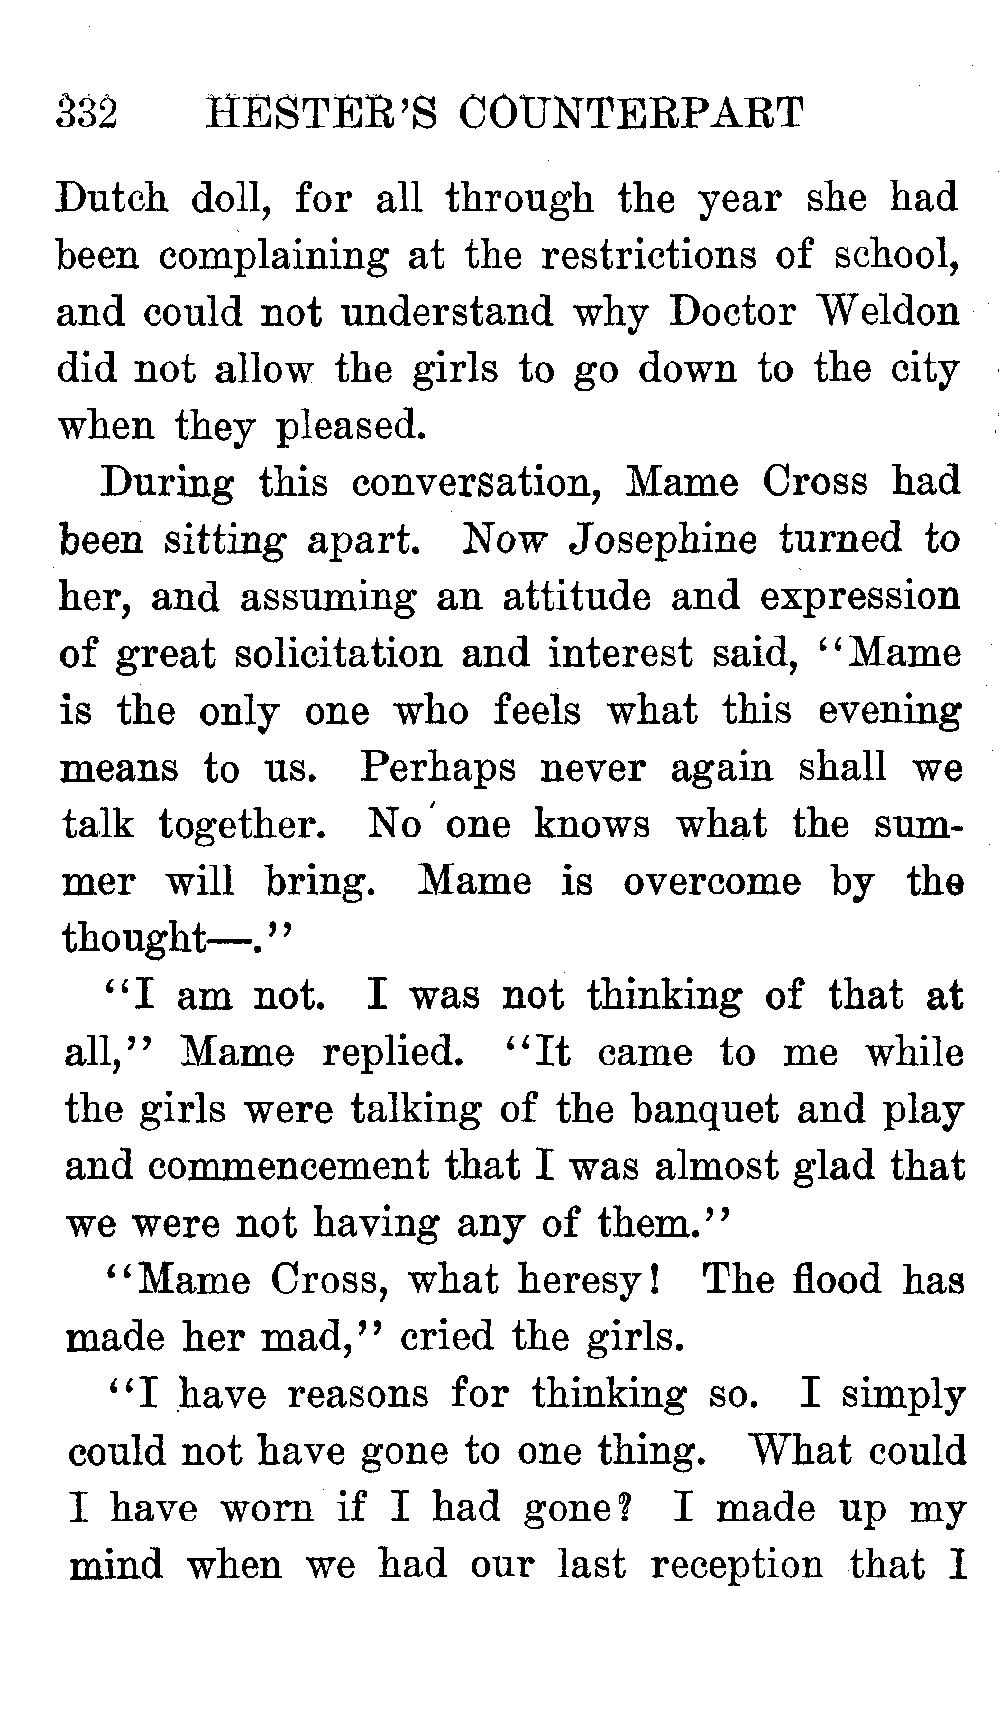 332 HESTER'S COUNTERPART
Dutch doll, for all through the year she had
been complaining at the restrictions of school,
and could not understand why Doctor Weldon
did not allow the girls to go down to the city
when they pleased.
During this conversation, Mame Cross had
been sitting apart. Now Josephine turned to
her, and assuming an attitude and expression
of great solicitation and interest said, "Mame
is the only one who feels what this evening
means to us. Perhaps never again shall we
talk together. No one knows what the sum-
mer will bring. Mame is overcome by the
thought—."
"I am not. I was not thinking of that at
all," Mame replied. "It came to me while
the girls were talking of the banquet and play
and commencement that I was almost glad that
we were not having any of them."
"Mame Cross, what heresy! The flood has
made her mad," cried the girls.
"I have reasons for thinking so. I simply
could not have gone to one thing. What could
I have worn if I had gone? I made up my
mind when we had our last reception that I